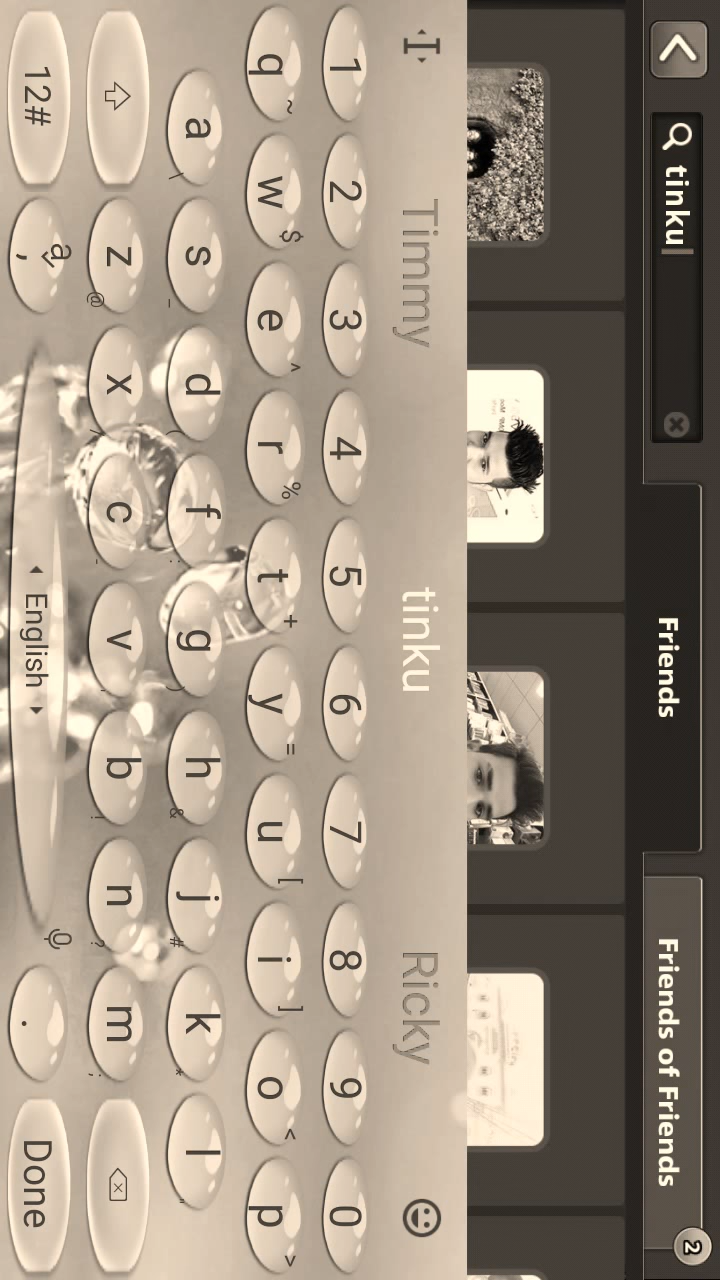 tinku
Friends
Friends of Friends
2
Timmy
tinku
Ricky
1 2 3 4 5 6 7 8 9 0
q w e r t y u i o p
~ $ ^ % + = [ ] < >
a s d f g h j k l
\ _ ( : ) & # * "
z x c v b n m
@ / - ' ! ? ;
12# , English . Done